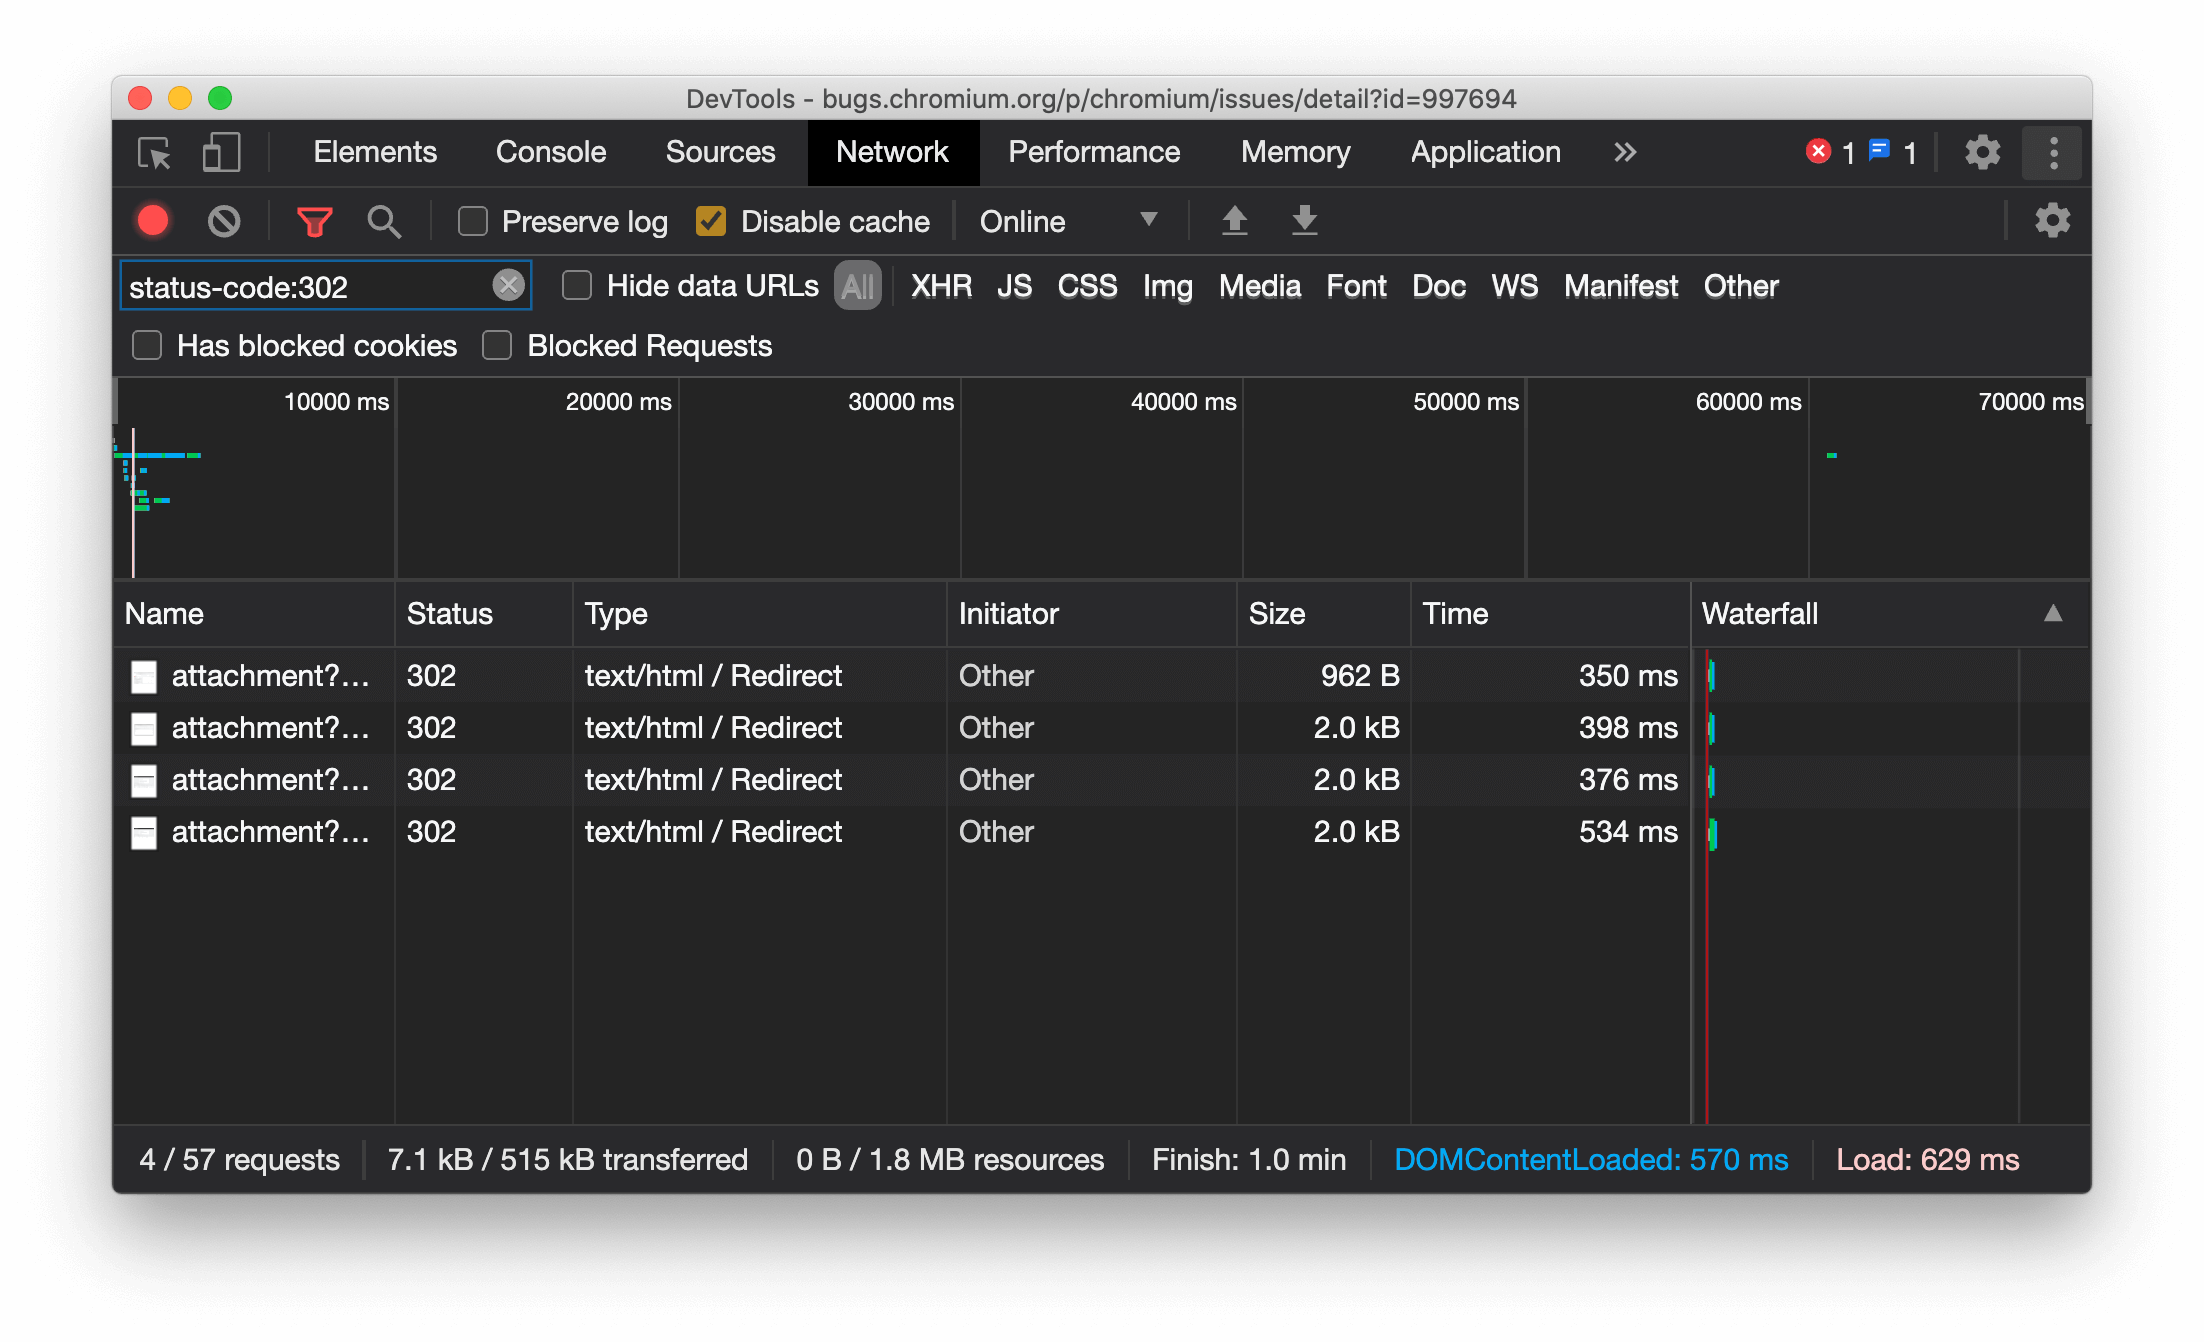 DevTools - bugs.chromium.org/p/chromium/issues/detail?id=997694
Elements Console Sources Network Performance Memory Application » 1 1
Preserve log Disable cache Online
status-code:302 Hide data URLs All XHR JS CSS Img Media Font Doc WS Manifest Other
Has blocked cookies Blocked Requests
10000 ms 20000 ms 30000 ms 40000 ms 50000 ms 60000 ms 70000 ms
Name Status Type Initiator Size Time Waterfall
attachment?... 302 text/html / Redirect Other 962 B 350 ms
attachment?... 302 text/html / Redirect Other 2.0 kB 398 ms
attachment?... 302 text/html / Redirect Other 2.0 kB 376 ms
attachment?... 302 text/html / Redirect Other 2.0 kB 534 ms
4 / 57 requests 7.1 kB / 515 kB transferred 0 B / 1.8 MB resources Finish: 1.0 min DOMContentLoaded: 570 ms Load: 629 ms